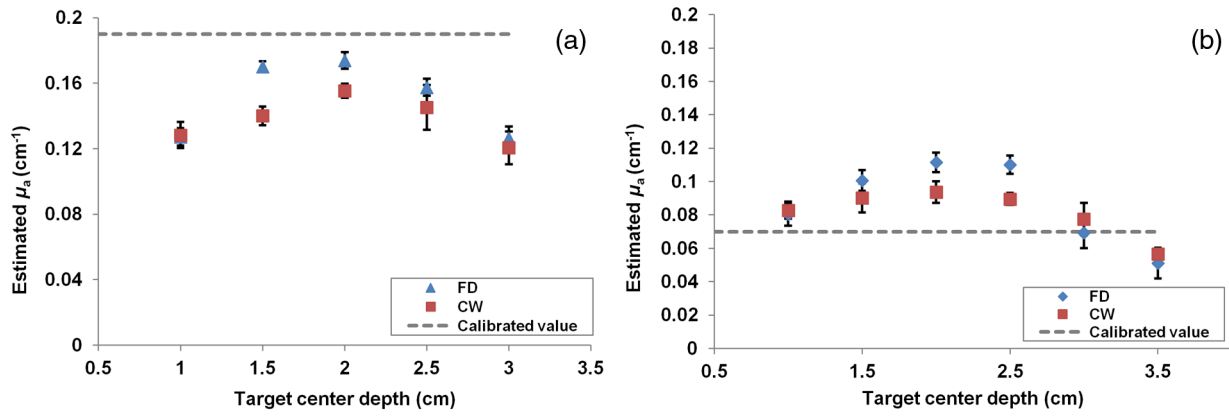 (a)
Estimated μa (cm-1)
0.2
0.16
0.12
0.08
0.04
0
0.5
1
1.5
2
2.5
3
3.5
Target center depth (cm)
FD
CW
Calibrated value
(b)
Estimated μa (cm-1)
0.2
0.18
0.16
0.14
0.12
0.1
0.08
0.06
0.04
0.02
0
0.5
1
1.5
2
2.5
3
3.5
Target center depth (cm)
FD
CW
Calibrated value